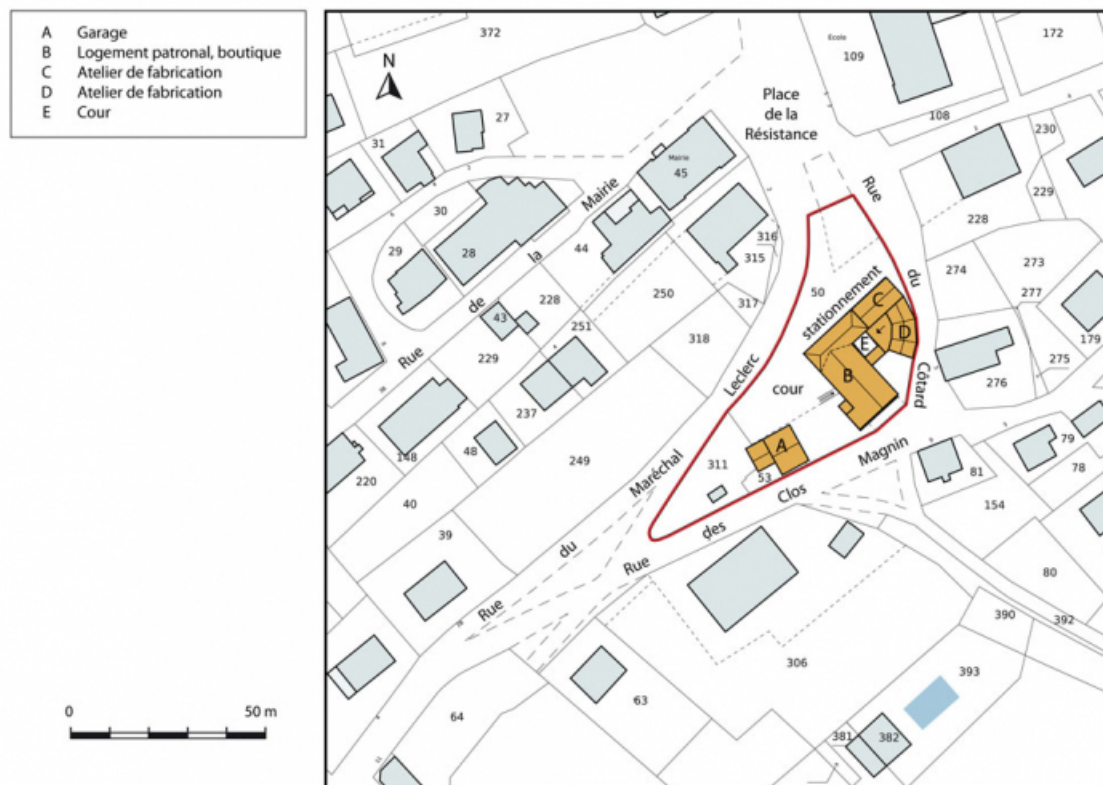 A Garage
B Logement patronal, boutique
C Atelier de fabrication
D Atelier de fabrication
E Cour
0 50 m
N
372
Ecole
109
172
Place
de la
Résistance
108
230
27
31
Mairie
45
229
228
30
29
28
44
316
315
317
274
273
277
179
275
276
50
stationnement
C
D
E
B
cour
A
43
228
251
250
318
229
237
249
48
148
220
40
39
311
53
81
79
78
154
80
390
392
393
306
63
64
381
382
Rue de la Mairie
Rue du Maréchal Leclerc
Rue du Côtard
Rue des Clos Magnin